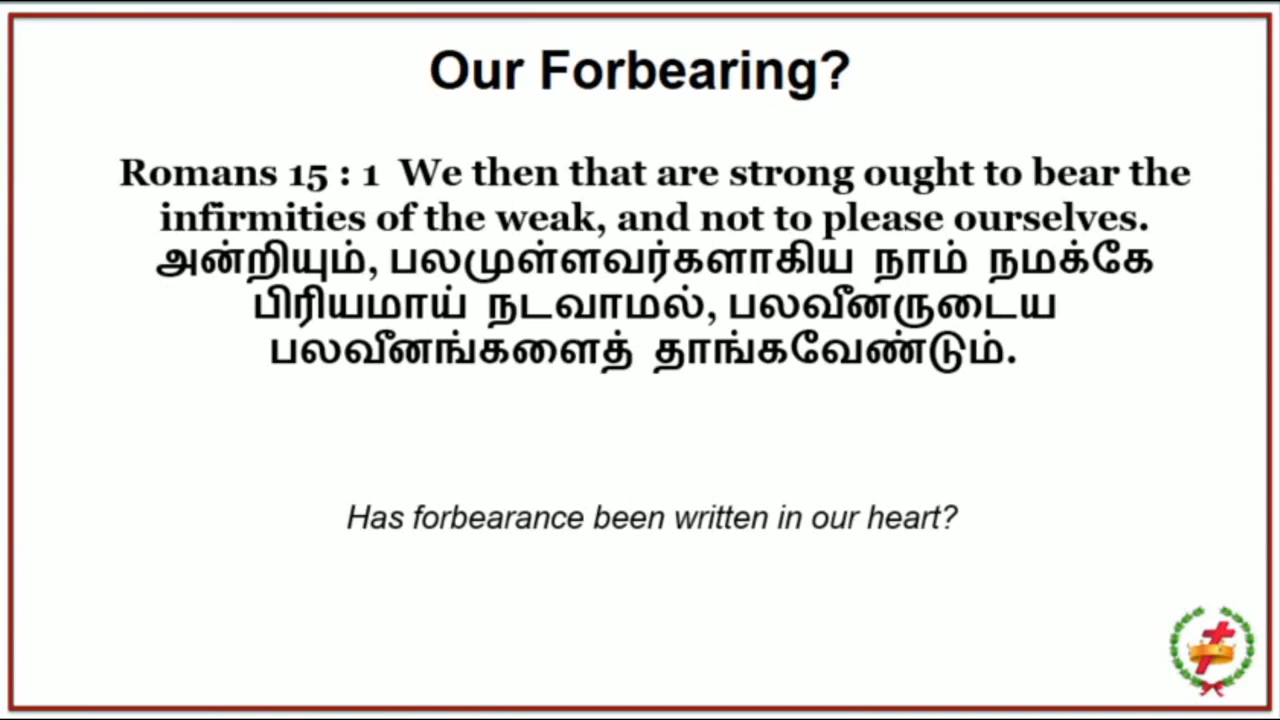 Our Forbearing?
Romans 15 : 1 We then that are strong ought to bear the
infirmities of the weak, and not to please ourselves.
அன்றியும், பலமுள்ளவர்களாகிய நாம் நமக்கே
பிரியமாய் நடவாமல், பலவீனருடைய
பலவீனங்களைத் தாங்கவேண்டும்.
Has forbearance been written in our heart?